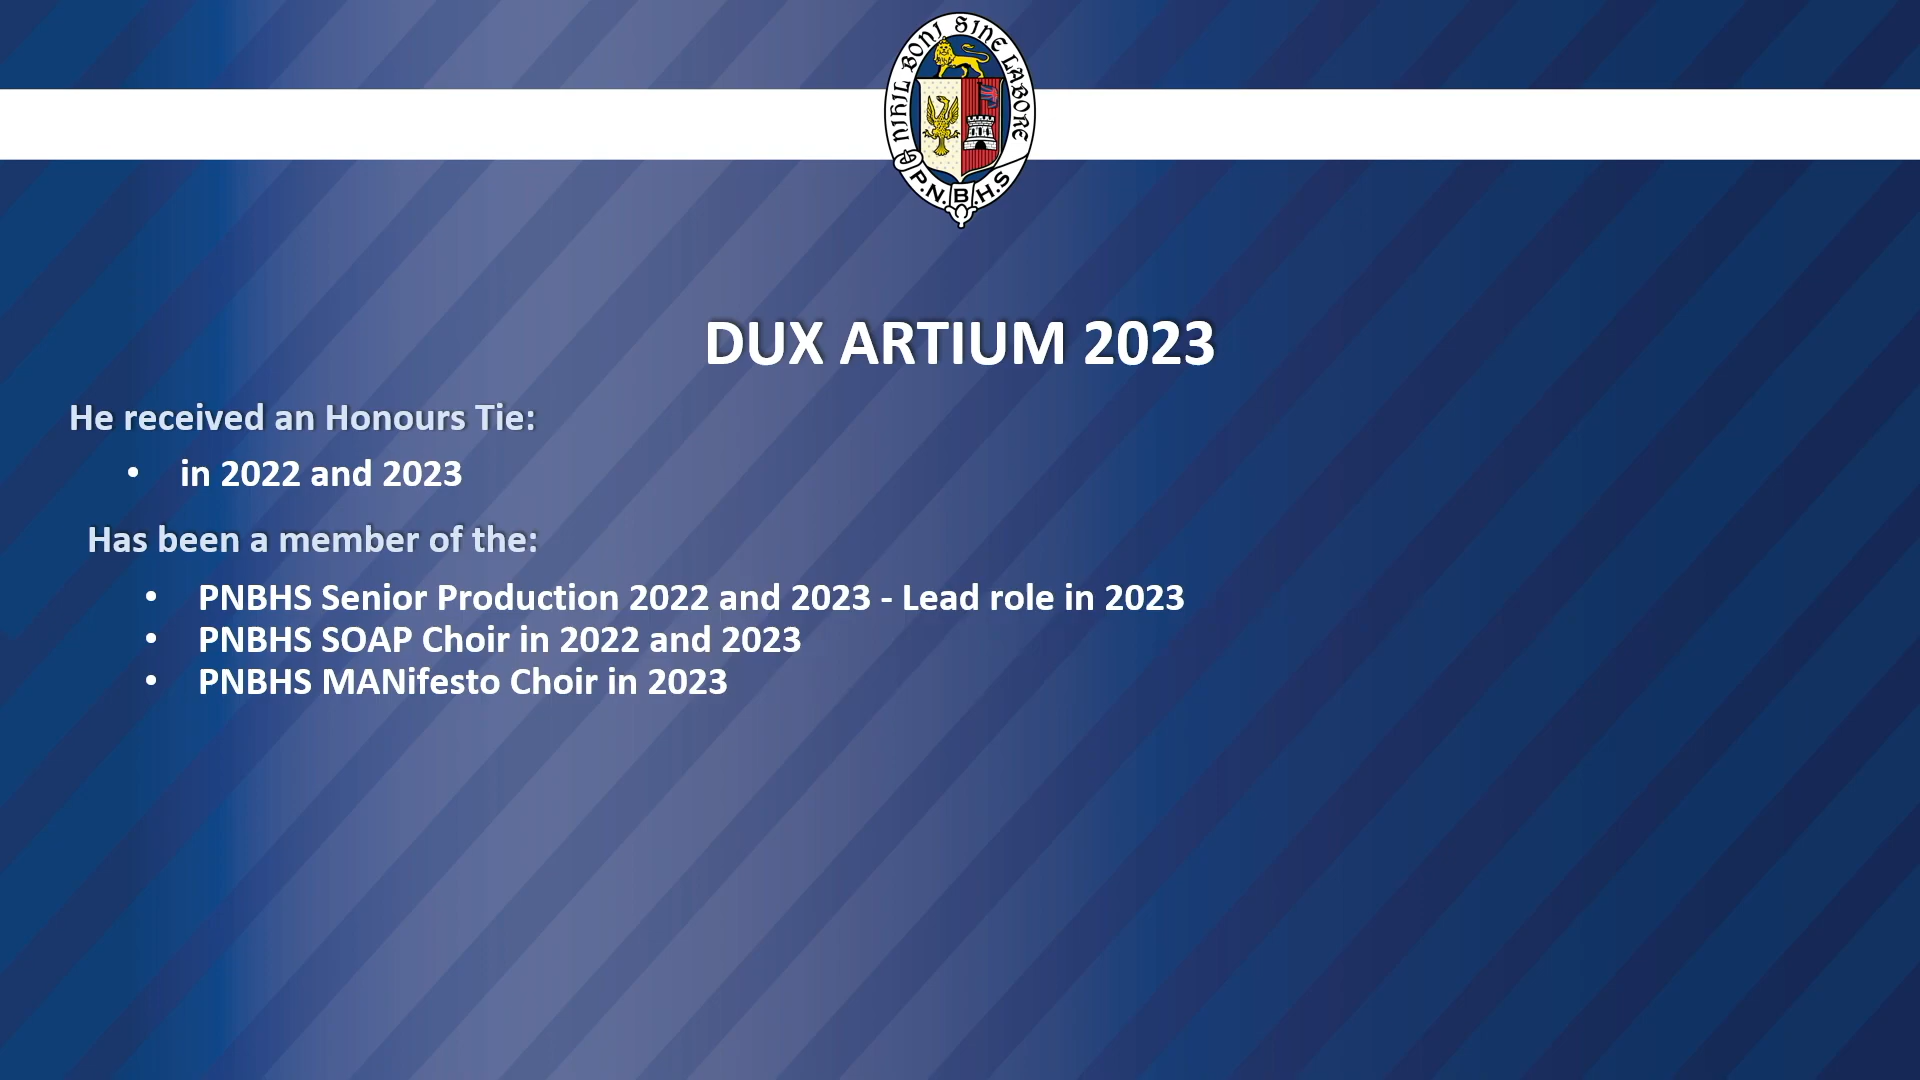 NIHIL BONI SINE LABORE
P.N.B.H.S
DUX ARTIUM 2023
He received an Honours Tie:
• in 2022 and 2023
Has been a member of the:
• PNBHS Senior Production 2022 and 2023 - Lead role in 2023
• PNBHS SOAP Choir in 2022 and 2023
• PNBHS MANifesto Choir in 2023